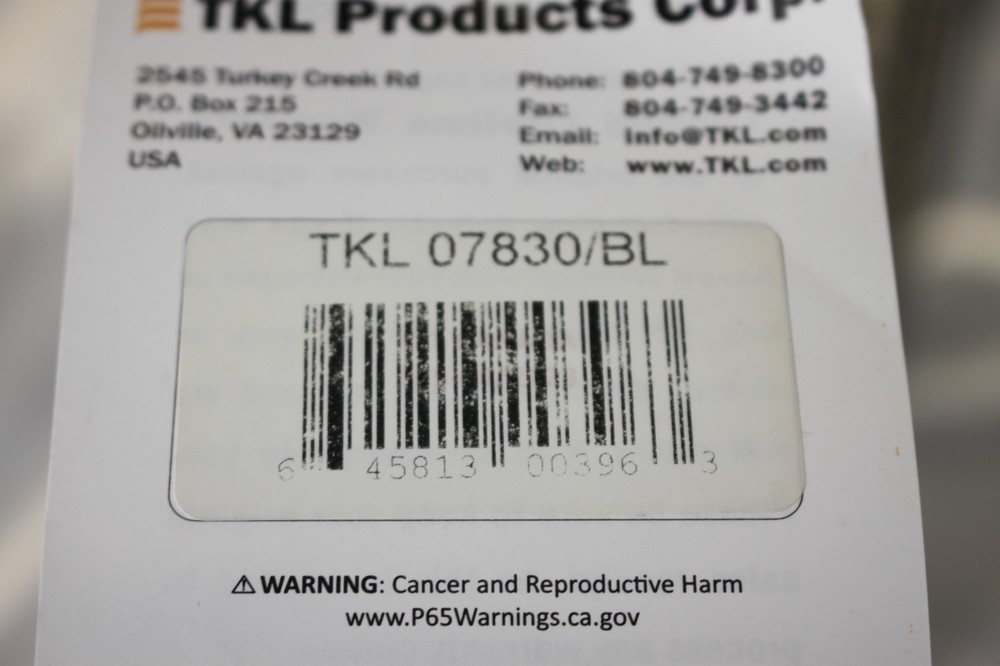 TKL Products Corp.
2545 Turkey Creek Rd
P.O. Box 215
Oilville, VA 23129
USA
Phone: 804-749-8300
Fax: 804-749-3442
Email: info@TKL.com
Web: www.TKL.com
TKL 07830/BL
6 45813 00396 3
⚠ WARNING: Cancer and Reproductive Harm
www.P65Warnings.ca.gov